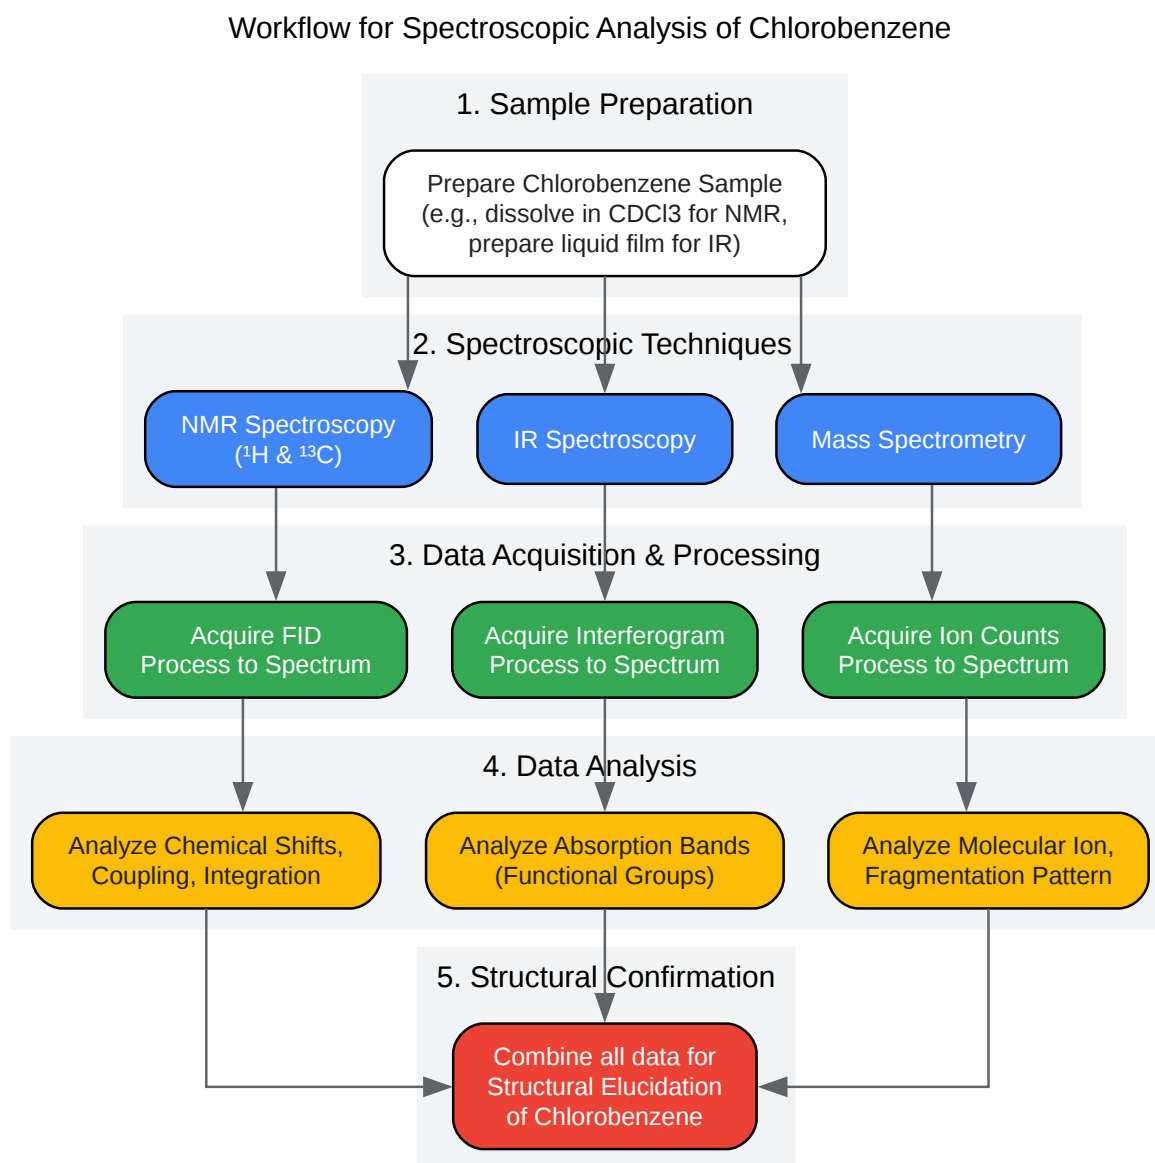 Workflow for Spectroscopic Analysis of Chlorobenzene
1. Sample Preparation
Prepare Chlorobenzene Sample
(e.g., dissolve in CDCl3 for NMR,
prepare liquid film for IR)
2. Spectroscopic Techniques
NMR Spectroscopy
(¹H & ¹³C)
IR Spectroscopy
Mass Spectrometry
3. Data Acquisition & Processing
Acquire FID
Process to Spectrum
Acquire Interferogram
Process to Spectrum
Acquire Ion Counts
Process to Spectrum
4. Data Analysis
Analyze Chemical Shifts,
Coupling, Integration
Analyze Absorption Bands
(Functional Groups)
Analyze Molecular Ion,
Fragmentation Pattern
5. Structural Confirmation
Combine all data for
Structural Elucidation
of Chlorobenzene